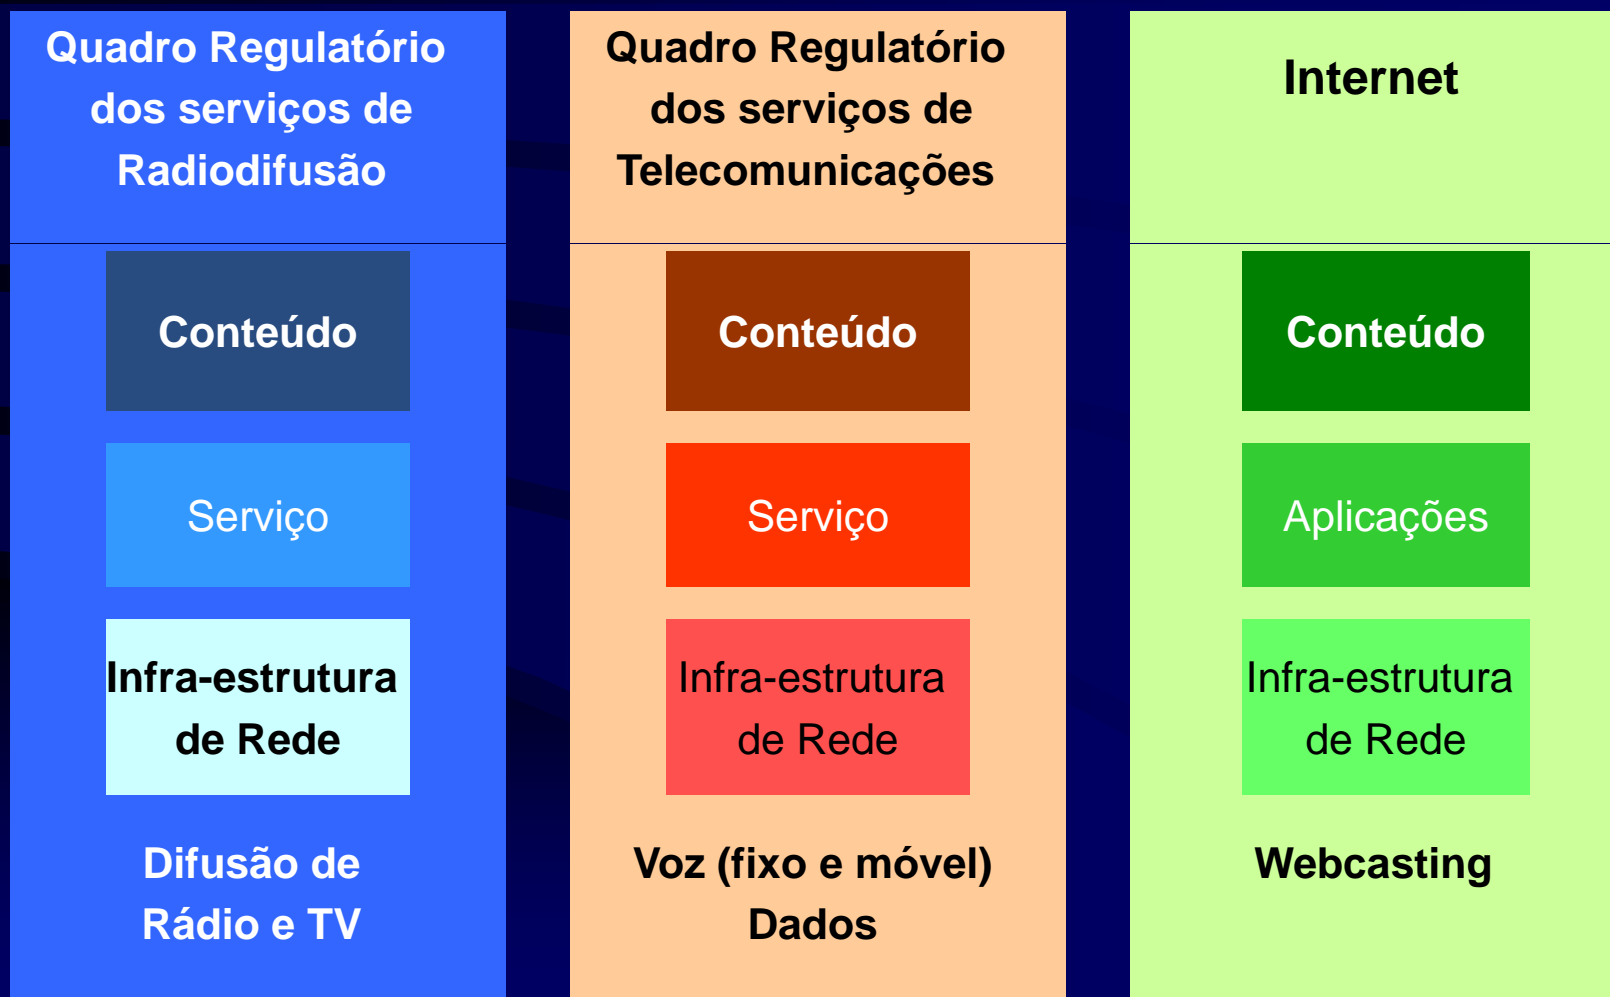 Quadro Regulatório
dos serviços de
Radiodifusão
Conteúdo
Serviço
Infra-estrutura
de Rede
Difusão de
Rádio e TV
Quadro Regulatório
dos serviços de
Telecomunicações
Conteúdo
Serviço
Infra-estrutura
de Rede
Voz (fixo e móvel)
Dados
Internet
Conteúdo
Aplicações
Infra-estrutura
de Rede
Webcasting